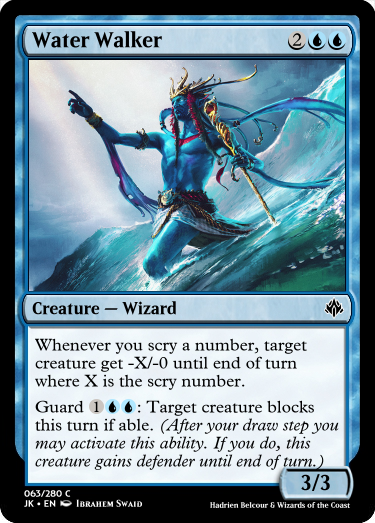 Water Walker 2
Creature — Wizard
Whenever you scry a number, target
creature get -X/-0 until end of turn
where X is the scry number.
Guard 1: Target creature blocks
this turn if able. (After your draw step you
may activate this ability. If you do, this
creature gains defender until end of turn.)
3/3
063/280 C
JK • EN Ibrahem Swaid
Hadrien Belcour & Wizards of the Coast